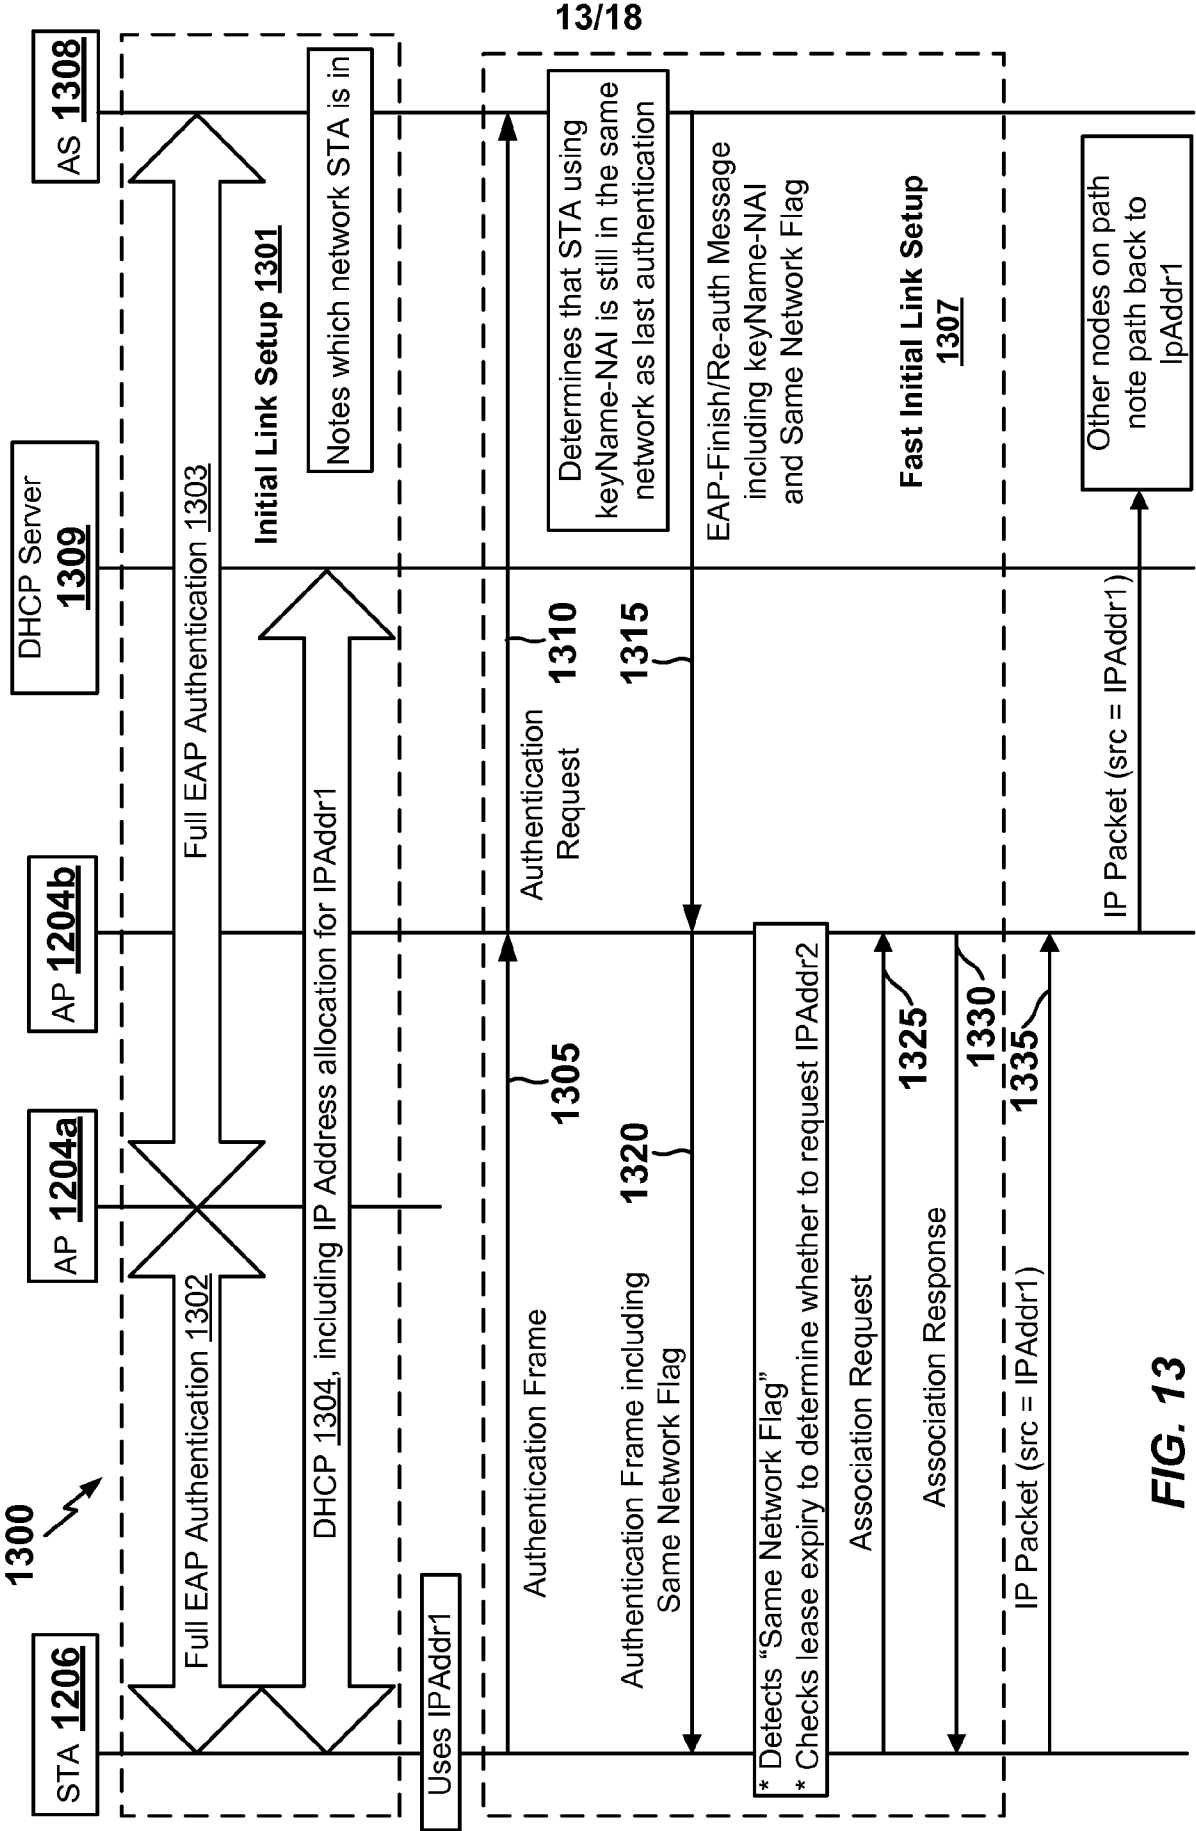 13/18
1300
STA 1206
AP 1204a
AP 1204b
DHCP Server
1309
AS 1308
Full EAP Authentication 1302
Full EAP Authentication 1303
Initial Link Setup 1301
DHCP 1304, including IP Address allocation for IPAddr1
Notes which network STA is in
Uses IPAddr1
Authentication Frame
1305
Authentication
Request
1310
Determines that STA using
keyName-NAI is still in the same
network as last authentication
Authentication Frame including
Same Network Flag
1320
1315
EAP-Finish/Re-auth Message
including keyName-NAI
and Same Network Flag
* Detects “Same Network Flag”
* Checks lease expiry to determine whether to request IPAddr2
Fast Initial Link Setup
1307
Association Request
1325
Association Response
1330
IP Packet (src = IPAddr1)
1335
IP Packet (src = IPAddr1)
Other nodes on path
note path back to
IpAddr1
FIG. 13